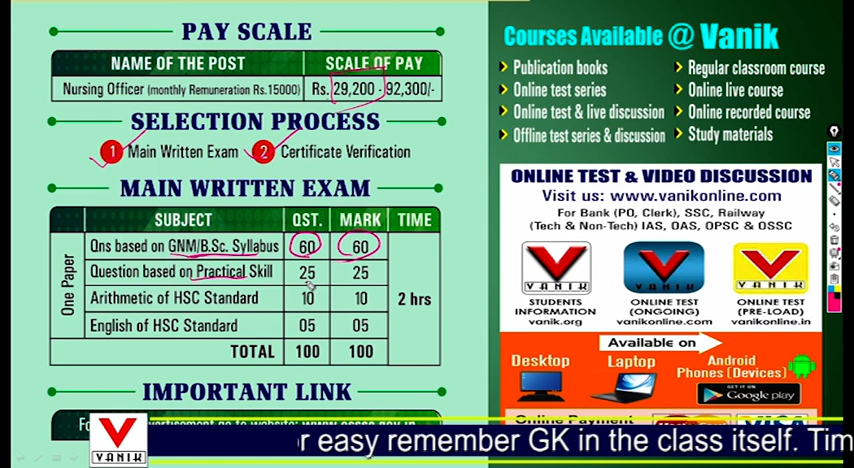 PAY SCALE
NAME OF THE POST SCALE OF PAY
Nursing Officer (monthly Remuneration Rs.15000) Rs. 29,200 - 92,300/-
SELECTION PROCESS
1 Main Written Exam 2 Certificate Verification
MAIN WRITTEN EXAM
SUBJECT QST. MARK TIME
One Paper
Qns based on GNM/B.Sc. Syllabus 60 60
Question based on Practical Skill 25 25
Arithmetic of HSC Standard 10 10
2 hrs
English of HSC Standard 05 05
TOTAL 100 100
IMPORTANT LINK
Courses Available @ Vanik
Publication books
Online test series
Online test & live discussion
Offline test series & discussion
Regular classroom course
Online live course
Online recorded course
Study materials
ONLINE TEST & VIDEO DISCUSSION
Visit us: www.vanikonline.com
For Bank (PO, Clerk), SSC, Railway
(Tech & Non-Tech) IAS, OAS, OPSC & OSSC
VANIK VANIK VANIK
STUDENTS INFORMATION vanik.org
ONLINE TEST (ONGOING) vanikonline.com
ONLINE TEST (PRE-LOAD) vanikonline.in
Available on
Desktop Laptop Android Phones (Devices)
GET IT ON Google play
Online Payment
VANIK
r easy remember GK in the class itself. Tim